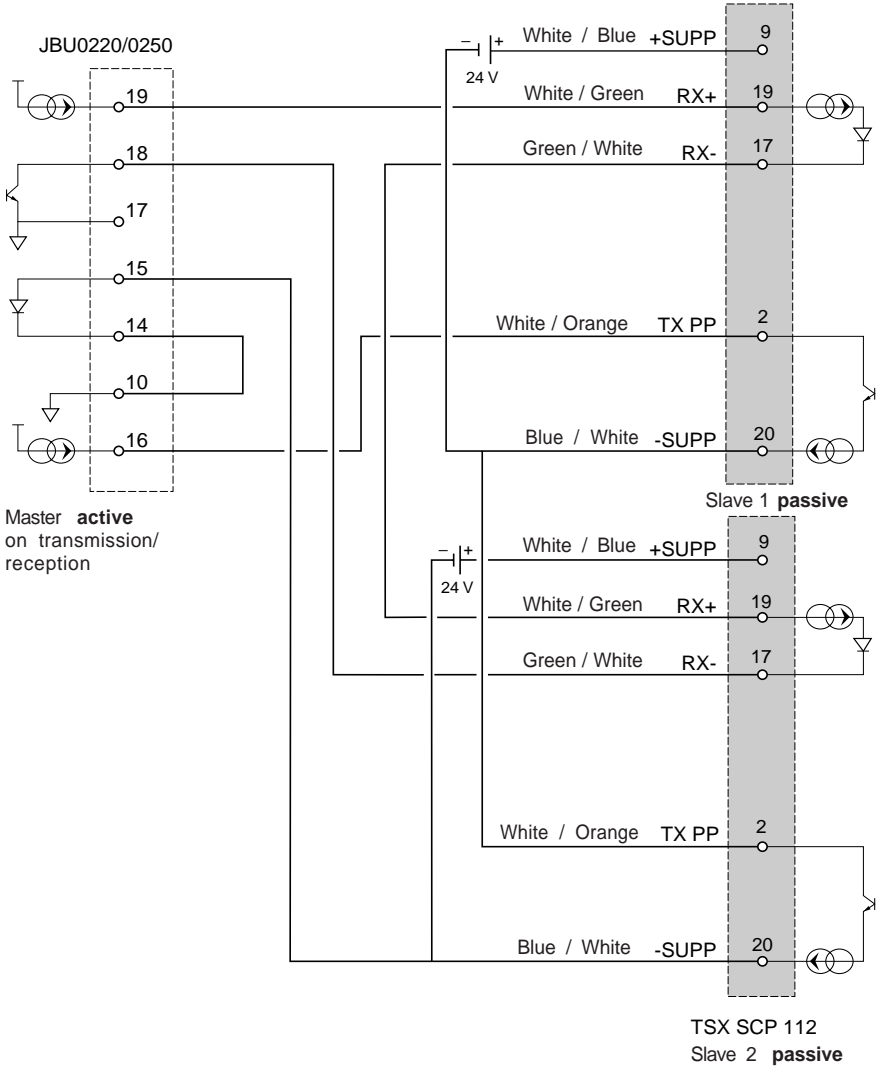 JBU0220/0250
19
18
17
15
14
10
16
Master active
on transmission/
reception
– +
24 V
White / Blue +SUPP 9
White / Green RX+ 19
Green / White RX- 17
White / Orange TX PP 2
Blue / White -SUPP 20
Slave 1 passive
– +
24 V
White / Blue +SUPP 9
White / Green RX+ 19
Green / White RX- 17
White / Orange TX PP 2
Blue / White -SUPP 20
TSX SCP 112
Slave 2 passive